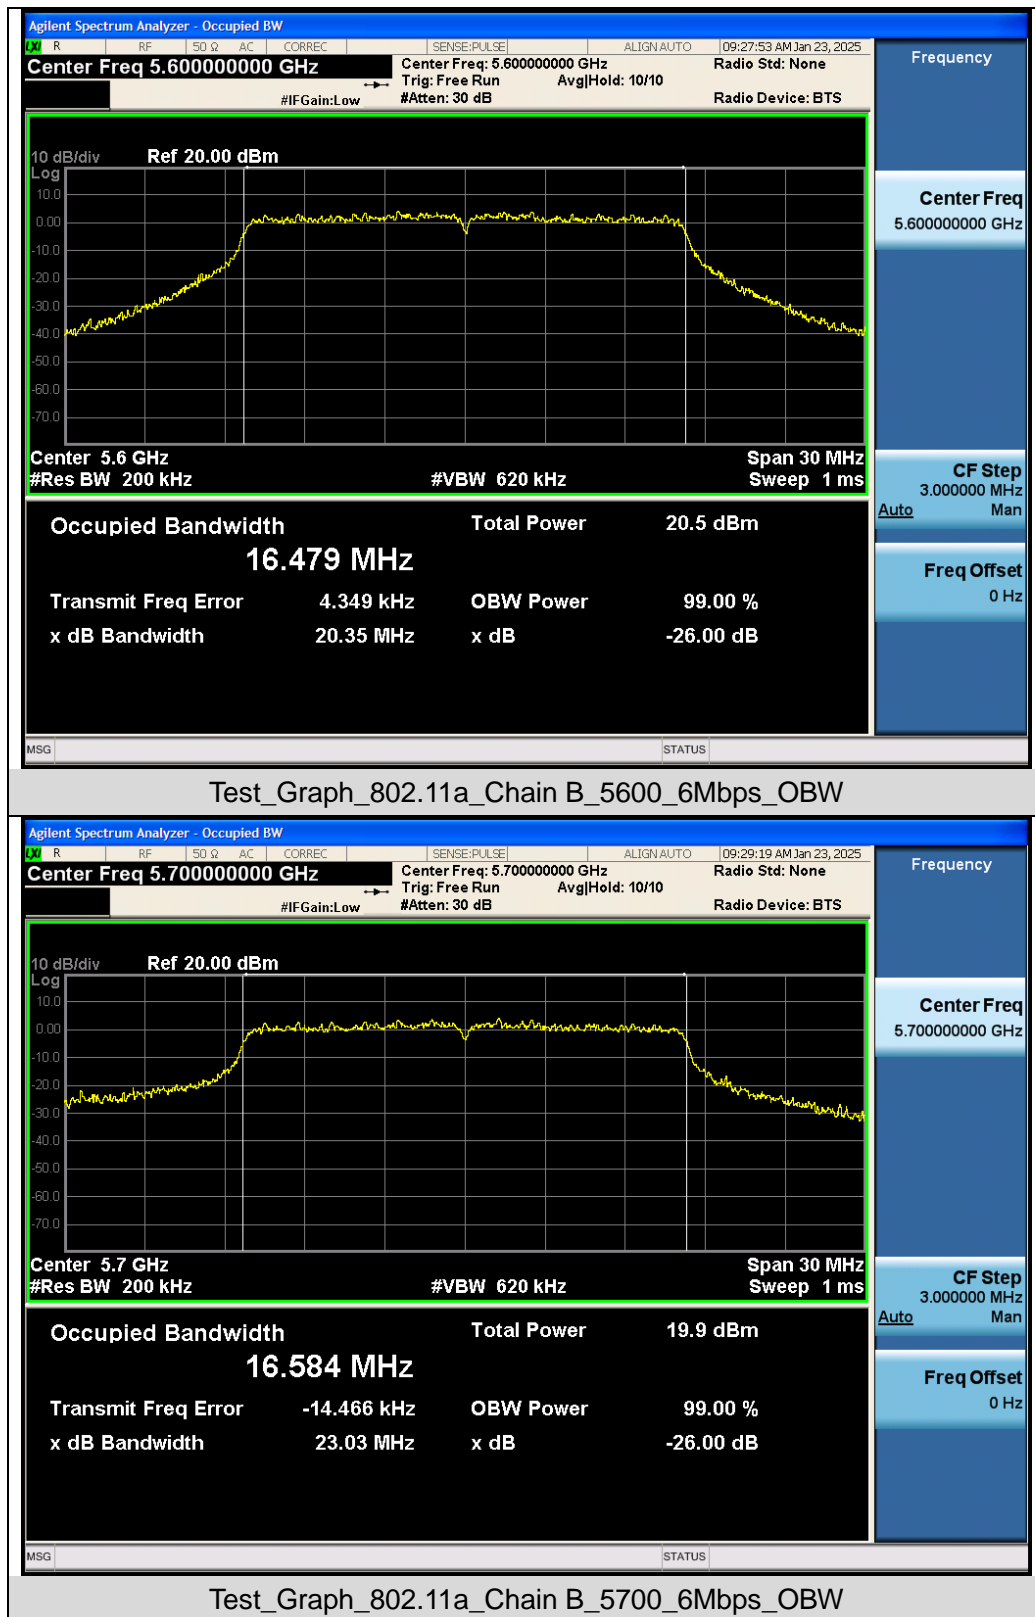 Agilent Spectrum Analyzer - Occupied BW
LXI R RF 50 Ω AC CORREC SENSE:PULSE ALIGN AUTO 09:27:53 AM Jan 23, 2025
Center Freq 5.600000000 GHz
Center Freq: 5.600000000 GHz Radio Std: None
Trig: Free Run Avg|Hold: 10/10
#IFGain:Low #Atten: 30 dB Radio Device: BTS
10 dB/div Ref 20.00 dBm
Log
10.0
0.00
-10.0
-20.0
-30.0
-40.0
-50.0
-60.0
-70.0
Center 5.6 GHz Span 30 MHz
#Res BW 200 kHz #VBW 620 kHz Sweep 1 ms
Occupied Bandwidth Total Power 20.5 dBm
16.479 MHz
Transmit Freq Error 4.349 kHz OBW Power 99.00 %
x dB Bandwidth 20.35 MHz x dB -26.00 dB
MSG STATUS
Frequency
Center Freq
5.600000000 GHz
CF Step
3.000000 MHz
Auto Man
Freq Offset
0 Hz
Test_Graph_802.11a_Chain B_5600_6Mbps_OBW
Agilent Spectrum Analyzer - Occupied BW
LXI R RF 50 Ω AC CORREC SENSE:PULSE ALIGN AUTO 09:29:19 AM Jan 23, 2025
Center Freq 5.700000000 GHz
Center Freq: 5.700000000 GHz Radio Std: None
Trig: Free Run Avg|Hold: 10/10
#IFGain:Low #Atten: 30 dB Radio Device: BTS
10 dB/div Ref 20.00 dBm
Log
10.0
0.00
-10.0
-20.0
-30.0
-40.0
-50.0
-60.0
-70.0
Center 5.7 GHz Span 30 MHz
#Res BW 200 kHz #VBW 620 kHz Sweep 1 ms
Occupied Bandwidth Total Power 19.9 dBm
16.584 MHz
Transmit Freq Error -14.466 kHz OBW Power 99.00 %
x dB Bandwidth 23.03 MHz x dB -26.00 dB
MSG STATUS
Frequency
Center Freq
5.700000000 GHz
CF Step
3.000000 MHz
Auto Man
Freq Offset
0 Hz
Test_Graph_802.11a_Chain B_5700_6Mbps_OBW